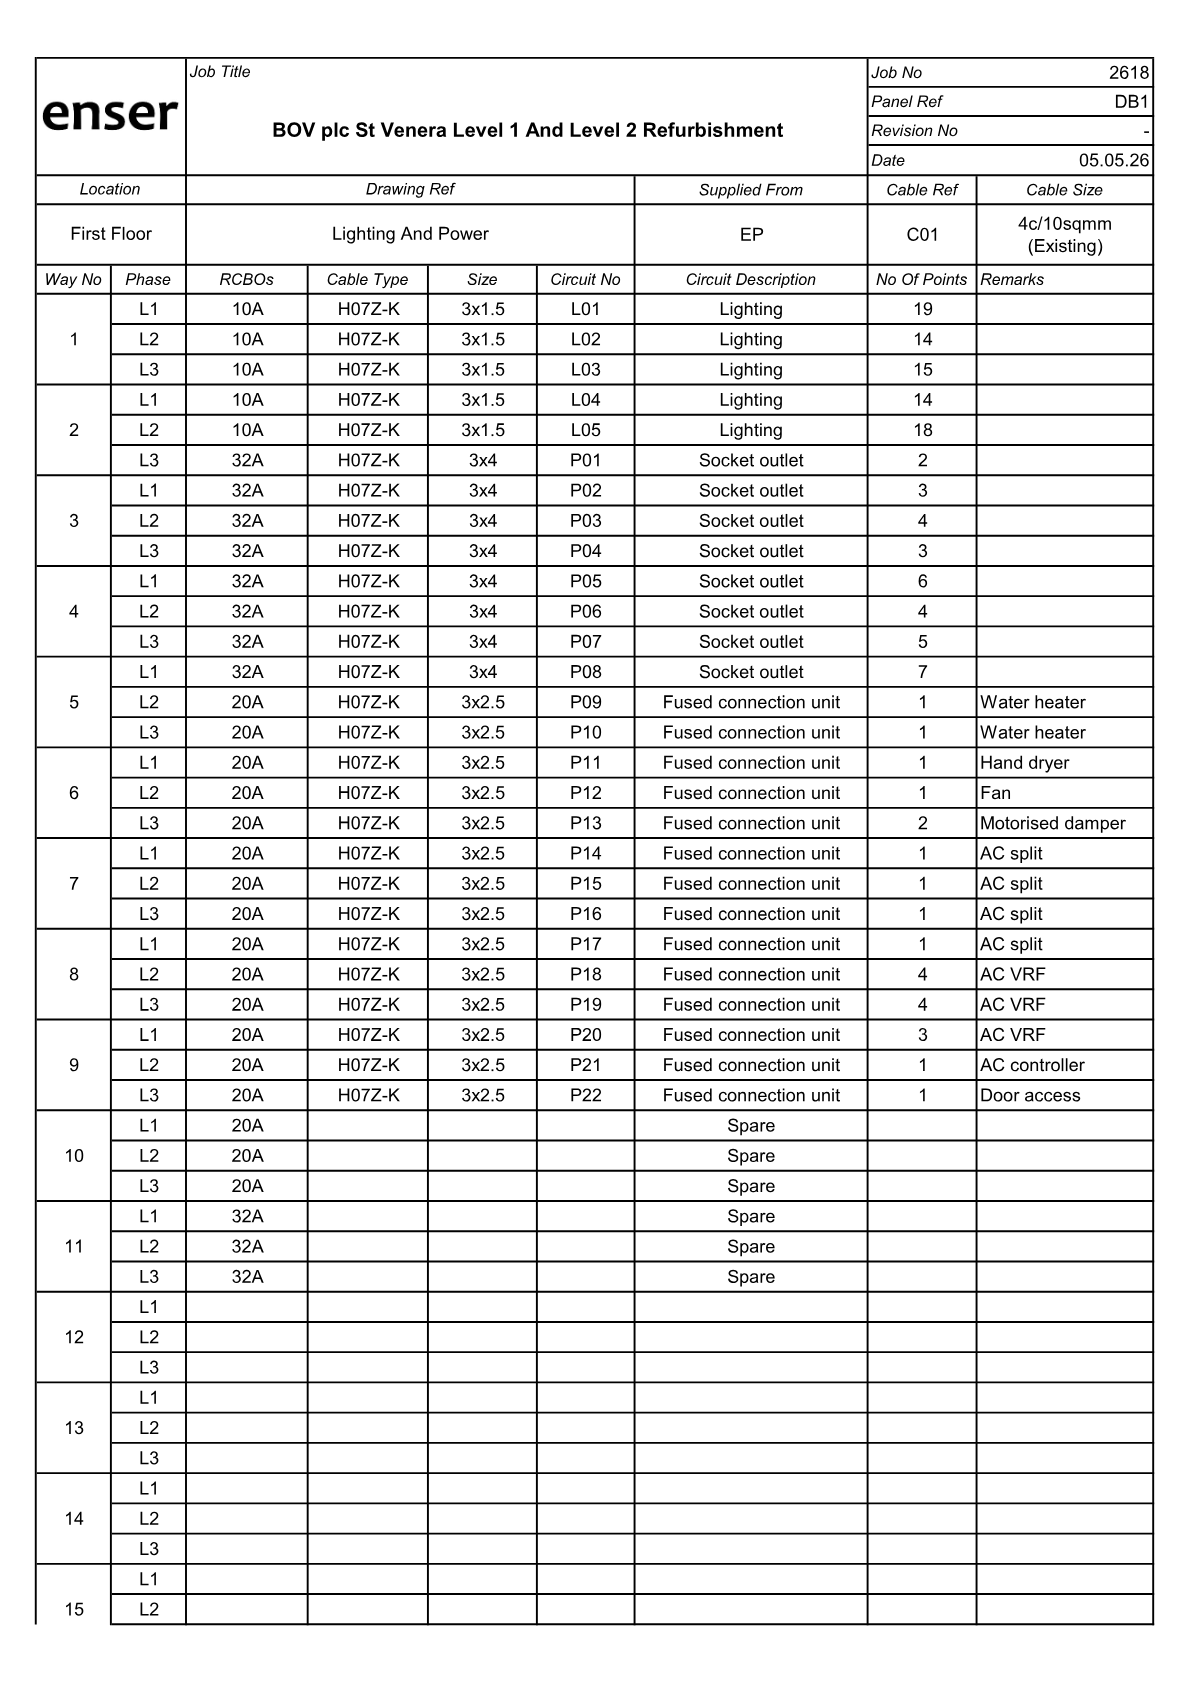 enser
Job Title
BOV plc St Venera Level 1 And Level 2 Refurbishment
Job No 2618
Panel Ref DB1
Revision No -
Date 05.05.26
Location Drawing Ref Supplied From Cable Ref Cable Size
First Floor Lighting And Power EP C01 4c/10sqmm
(Existing)
Way No Phase RCBOs Cable Type Size Circuit No Circuit Description No Of Points Remarks
L1 10A H07Z-K 3x1.5 L01 Lighting 19
1 L2 10A H07Z-K 3x1.5 L02 Lighting 14
L3 10A H07Z-K 3x1.5 L03 Lighting 15
L1 10A H07Z-K 3x1.5 L04 Lighting 14
2 L2 10A H07Z-K 3x1.5 L05 Lighting 18
L3 32A H07Z-K 3x4 P01 Socket outlet 2
L1 32A H07Z-K 3x4 P02 Socket outlet 3
3 L2 32A H07Z-K 3x4 P03 Socket outlet 4
L3 32A H07Z-K 3x4 P04 Socket outlet 3
L1 32A H07Z-K 3x4 P05 Socket outlet 6
4 L2 32A H07Z-K 3x4 P06 Socket outlet 4
L3 32A H07Z-K 3x4 P07 Socket outlet 5
L1 32A H07Z-K 3x4 P08 Socket outlet 7
5 L2 20A H07Z-K 3x2.5 P09 Fused connection unit 1 Water heater
L3 20A H07Z-K 3x2.5 P10 Fused connection unit 1 Water heater
L1 20A H07Z-K 3x2.5 P11 Fused connection unit 1 Hand dryer
6 L2 20A H07Z-K 3x2.5 P12 Fused connection unit 1 Fan
L3 20A H07Z-K 3x2.5 P13 Fused connection unit 2 Motorised damper
L1 20A H07Z-K 3x2.5 P14 Fused connection unit 1 AC split
7 L2 20A H07Z-K 3x2.5 P15 Fused connection unit 1 AC split
L3 20A H07Z-K 3x2.5 P16 Fused connection unit 1 AC split
L1 20A H07Z-K 3x2.5 P17 Fused connection unit 1 AC split
8 L2 20A H07Z-K 3x2.5 P18 Fused connection unit 4 AC VRF
L3 20A H07Z-K 3x2.5 P19 Fused connection unit 4 AC VRF
L1 20A H07Z-K 3x2.5 P20 Fused connection unit 3 AC VRF
9 L2 20A H07Z-K 3x2.5 P21 Fused connection unit 1 AC controller
L3 20A H07Z-K 3x2.5 P22 Fused connection unit 1 Door access
L1 20A Spare
10 L2 20A Spare
L3 20A Spare
L1 32A Spare
11 L2 32A Spare
L3 32A Spare
L1
12 L2
L3
L1
13 L2
L3
L1
14 L2
L3
L1
15 L2